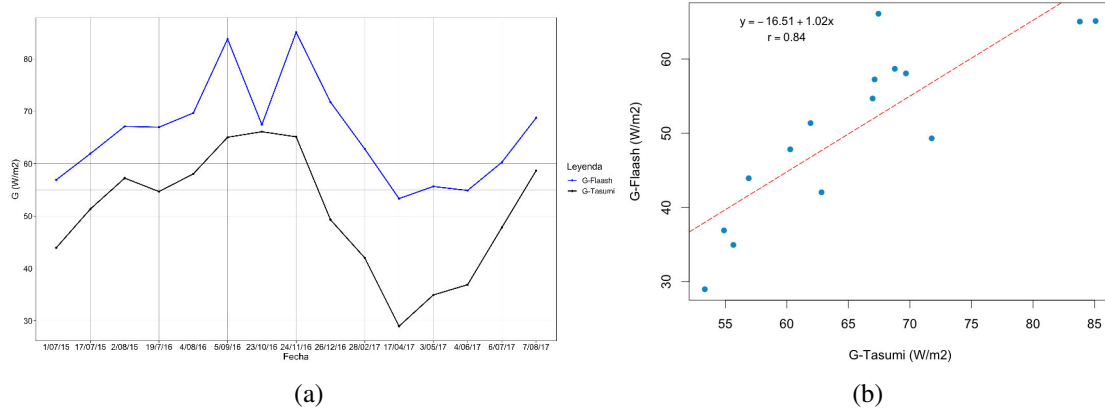 80
70
60
50
40
30
G (W/m2)
1/07/15 17/07/15 2/08/15 19/7/16 4/08/16 5/09/16 23/10/16 24/11/16 26/12/16 28/02/17 17/04/17 3/05/17 4/06/17 6/07/17 7/08/17
Fecha
Leyenda
G-Flaash
G-Tasumi
(a)
y = − 16.51 + 1.02x
r = 0.84
60
50
40
30
G-Flaash (W/m2)
55 60 65 70 75 80 85
G-Tasumi (W/m2)
(b)